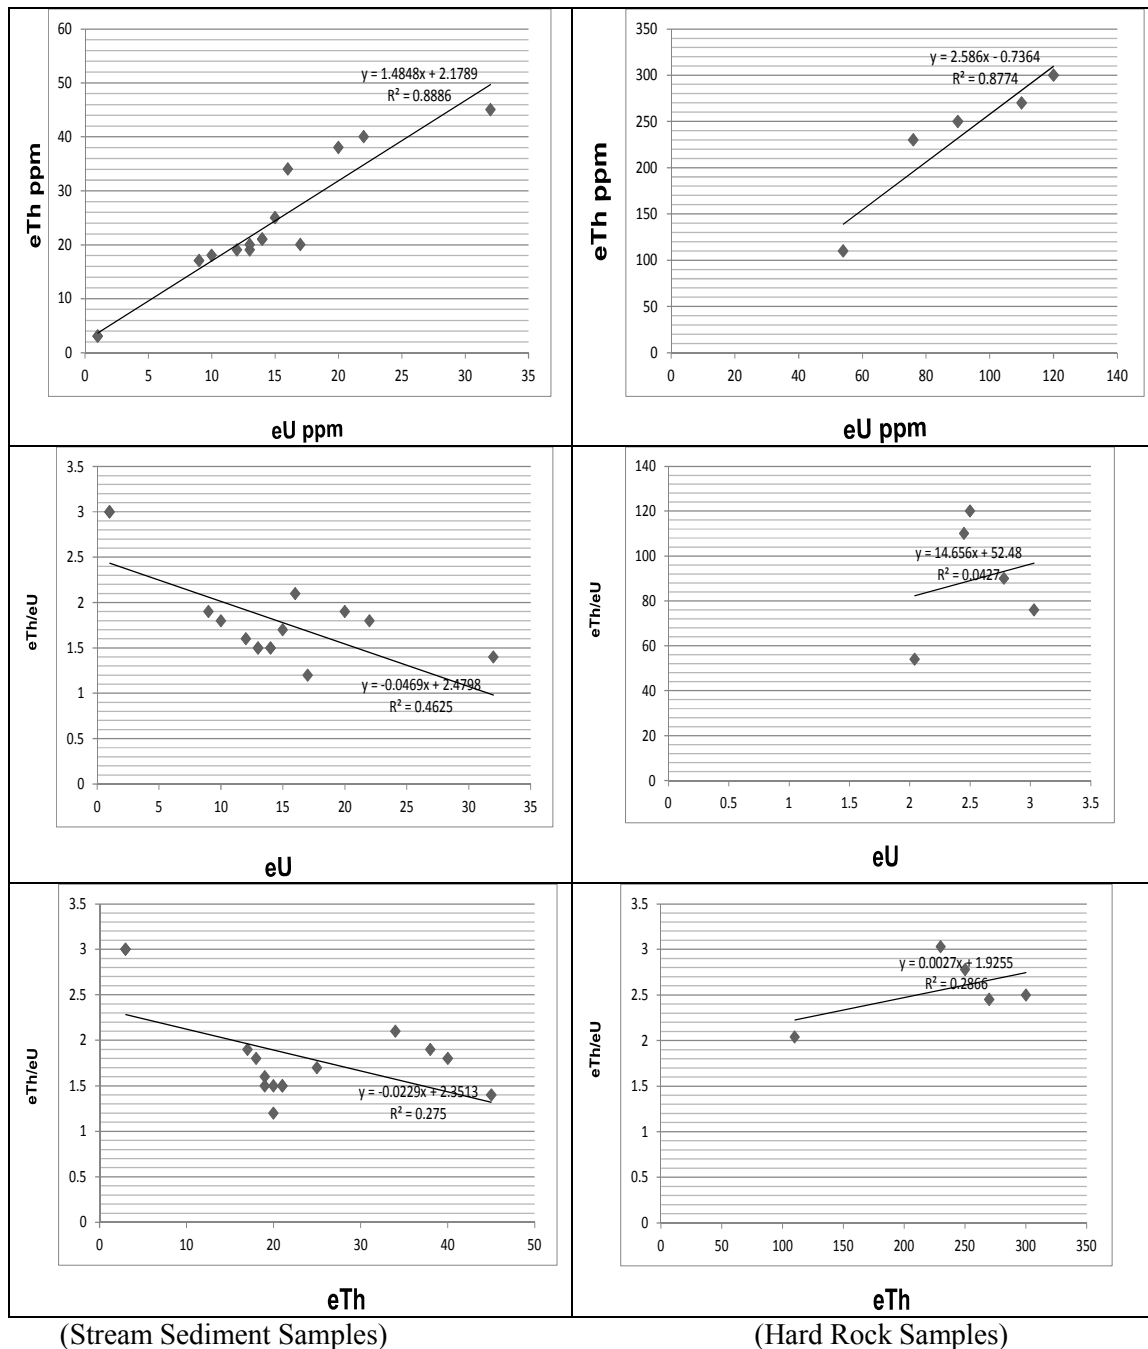 60
50
40
30
20
10
0
eTh ppm
y = 1.4848x + 2.1789
R² = 0.8886
0 5 10 15 20 25 30 35
eU ppm
350
300
250
200
150
100
50
0
eTh ppm
y = 2.586x - 0.7364
R² = 0.8774
0 20 40 60 80 100 120 140
eU ppm
3.5
3
2.5
2
1.5
1
0.5
0
eTh/eU
y = -0.0469x + 2.4798
R² = 0.4625
0 5 10 15 20 25 30 35
eU
140
120
100
80
60
40
20
0
eTh/eU
y = 14.656x + 52.48
R² = 0.0427
0 0.5 1 1.5 2 2.5 3 3.5
eU
3.5
3
2.5
2
1.5
1
0.5
0
eTh/eU
y = -0.0229x + 2.3513
R² = 0.275
0 10 20 30 40 50
eTh
3.5
3
2.5
2
1.5
1
0.5
0
eTh/eU
y = 0.0027x + 1.9255
R² = 0.2866
0 50 100 150 200 250 300 350
eTh
(Stream Sediment Samples) (Hard Rock Samples)